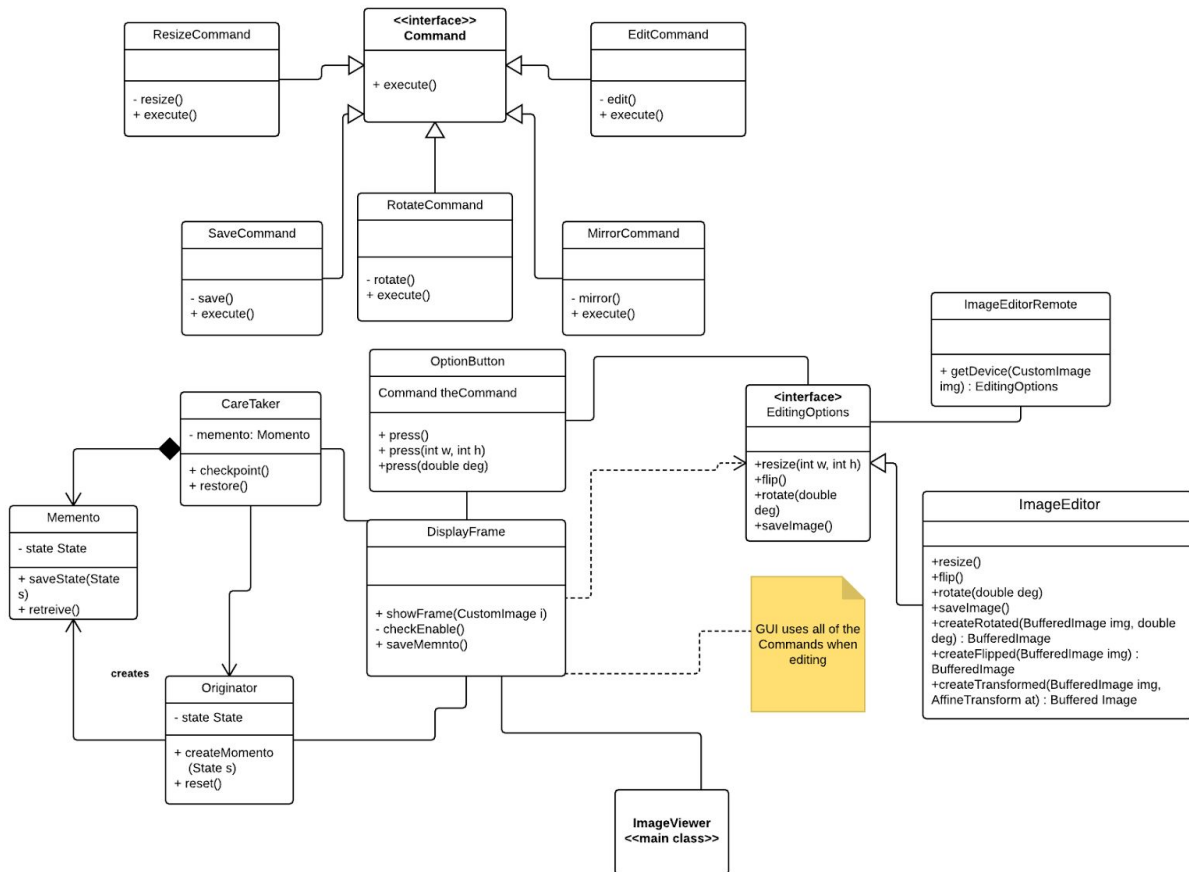 <<interface>>
Command
+ execute()
ResizeCommand
- resize()
+ execute()
EditCommand
- edit()
+ execute()
SaveCommand
- save()
+ execute()
RotateCommand
- rotate()
+ execute()
MirrorCommand
- mirror()
+ execute()
ImageEditorRemote
+ getDevice(CustomImage
img) : EditingOptions
OptionButton
Command theCommand
+ press()
+ press(int w, int h)
+press(double deg)
<interface>
EditingOptions
+resize(int w, int h)
+flip()
+rotate(double
deg)
+saveImage()
CareTaker
- memento: Momento
+ checkpoint()
+ restore()
Memento
- state State
+ saveState(State
s)
+ retreive()
DisplayFrame
+ showFrame(CustomImage i)
- checkEnable()
+ saveMemnto()
ImageEditor
+resize()
+flip()
+rotate(double deg)
+saveImage()
+createRotated(BufferedImage img, double
deg) : BufferedImage
+createFlipped(BufferedImage img) :
BufferedImage
+createTransformed(BufferedImage img,
AffineTransform at) : Buffered Image
GUI uses all of the
Commands when
editing
creates
Originator
- state State
+ createMomento
(State s)
+ reset()
ImageViewer
<<main class>>